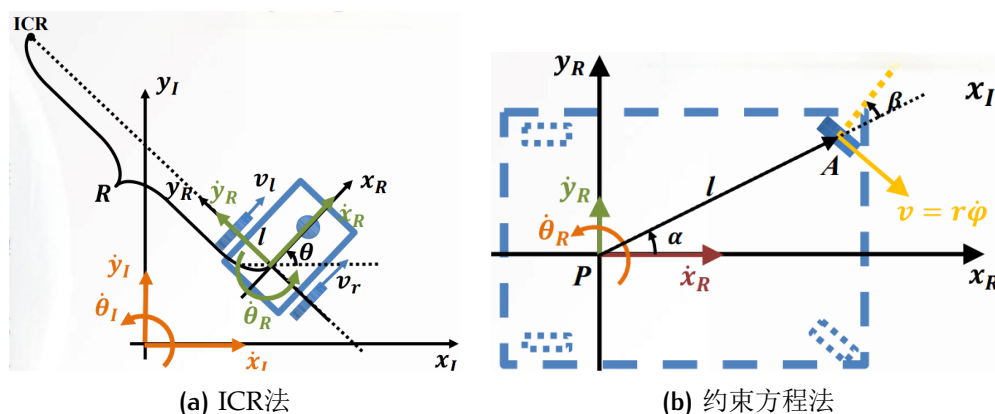 ICR
y_I
R
y_R
ẏ_R
v_l
x_R
ẋ_R
l
θ
v_r
θ̇_R
ẏ_I
θ̇_I
ẋ_I
x_I
(a) ICR法
y_R
x_I
β
A
l
ẏ_R
θ̇_R
α
v = rφ̇
P
ẋ_R
x_R
(b) 约束方程法